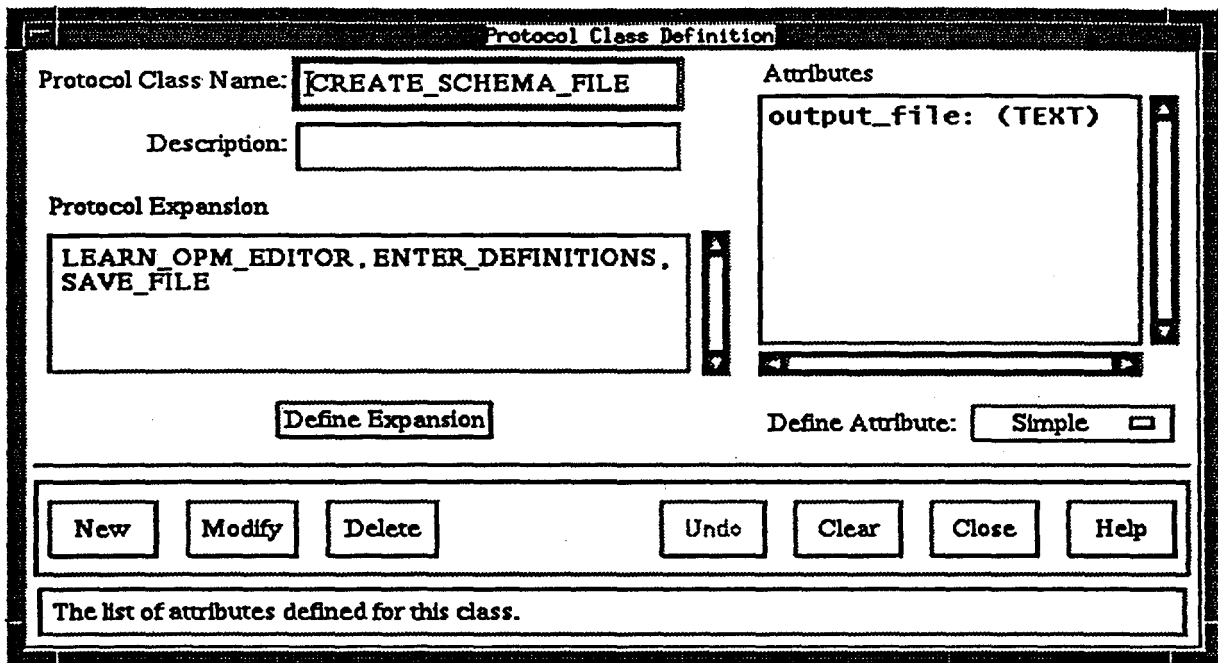 Protocol Class Definition
Protocol Class Name: CREATE_SCHEMA_FILE
Description:
Protocol Expansion
LEARN_OPM_EDITOR, ENTER_DEFINITIONS,
SAVE_FILE
Define Expansion
Attributes
output_file: (TEXT)
Define Attribute: Simple
New Modify Delete Undo Clear Close Help
The list of attributes defined for this class.